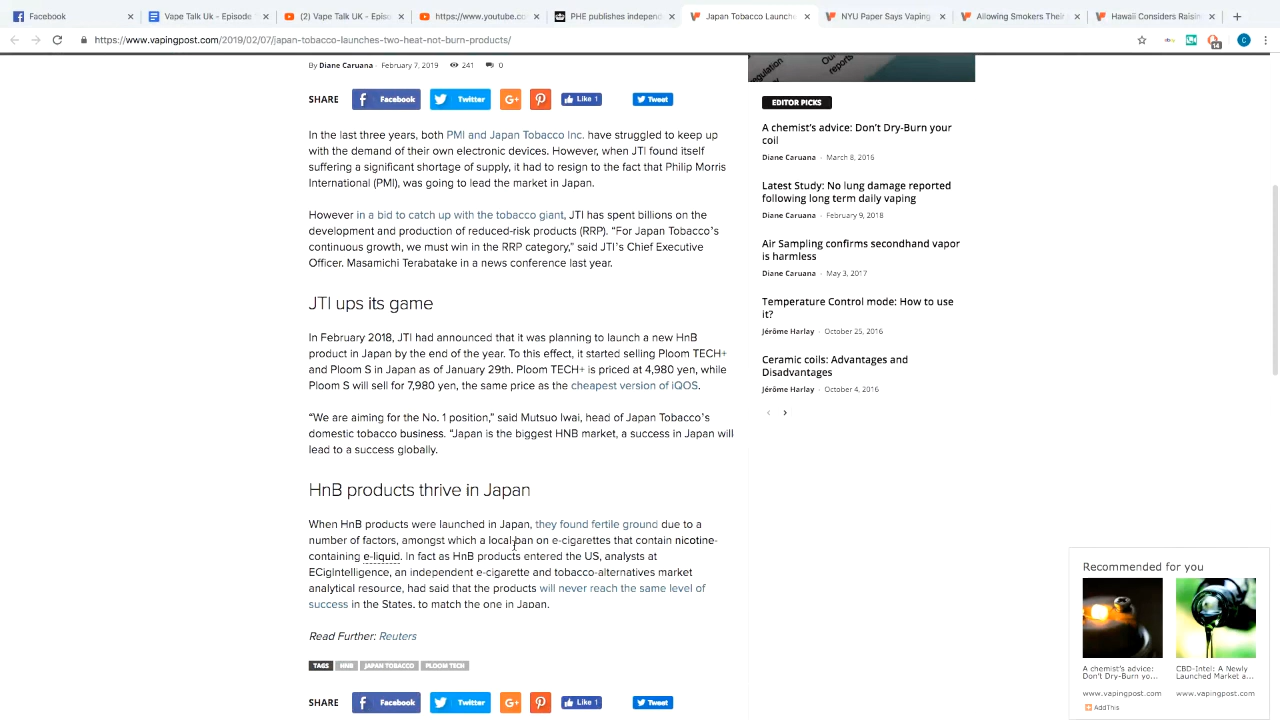 Facebook
Vape Talk Uk - Episode
(2) Vape Talk UK - Episo
https://www.youtube.co
PHE publishes independ
Japan Tobacco Launche
NYU Paper Says Vaping
Allowing Smokers Their
Hawaii Considers Raisin
https://www.vapingpost.com/2019/02/07/japan-tobacco-launches-two-heat-not-burn-products/
14
C
By Diane Caruana - February 7, 2019 241 0
SHARE Facebook Twitter G+ Like 1 Tweet
In the last three years, both PMI and Japan Tobacco Inc. have struggled to keep up
with the demand of their own electronic devices. However, when JTI found itself
suffering a significant shortage of supply, it had to resign to the fact that Philip Morris
International (PMI), was going to lead the market in Japan.
However in a bid to catch up with the tobacco giant, JTI has spent billions on the
development and production of reduced-risk products (RRP). “For Japan Tobacco’s
continuous growth, we must win in the RRP category,” said JTI’s Chief Executive
Officer. Masamichi Terabatake in a news conference last year.
JTI ups its game
In February 2018, JTI had announced that it was planning to launch a new HnB
product in Japan by the end of the year. To this effect, it started selling Ploom TECH+
and Ploom S in Japan as of January 29th. Ploom TECH+ is priced at 4,980 yen, while
Ploom S will sell for 7,980 yen, the same price as the cheapest version of iQOS.
“We are aiming for the No. 1 position,” said Mutsuo Iwai, head of Japan Tobacco’s
domestic tobacco business. “Japan is the biggest HNB market, a success in Japan will
lead to a success globally.
HnB products thrive in Japan
When HnB products were launched in Japan, they found fertile ground due to a
number of factors, amongst which a local ban on e-cigarettes that contain nicotine-
containing e-liquid. In fact as HnB products entered the US, analysts at
ECigIntelligence, an independent e-cigarette and tobacco-alternatives market
analytical resource, had said that the products will never reach the same level of
success in the States. to match the one in Japan.
Read Further: Reuters
TAGS HNB JAPAN TOBACCO PLOOM TECH
SHARE Facebook Twitter G+ Like 1 Tweet
regulation
Our
reports
EDITOR PICKS
A chemist’s advice: Don’t Dry-Burn your
coil
Diane Caruana - March 8, 2016
Latest Study: No lung damage reported
following long term daily vaping
Diane Caruana - February 9, 2018
Air Sampling confirms secondhand vapor
is harmless
Diane Caruana - May 3, 2017
Temperature Control mode: How to use
it?
Jérôme Harlay - October 25, 2016
Ceramic coils: Advantages and
Disadvantages
Jérôme Harlay - October 4, 2016
Recommended for you
A chemist's advice:
Don't Dry-Burn yo...
www.vapingpost.com
CBD-Intel: A Newly
Launched Market a...
www.vapingpost.com
AddThis